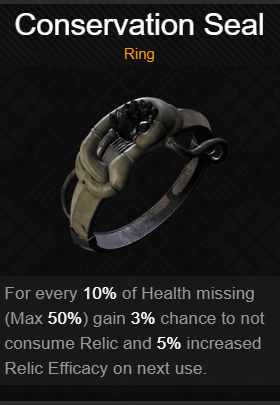 Conservation Seal
Ring
For every 10% of Health missing
(Max 50%) gain 3% chance to not
consume Relic and 5% increased
Relic Efficacy on next use.